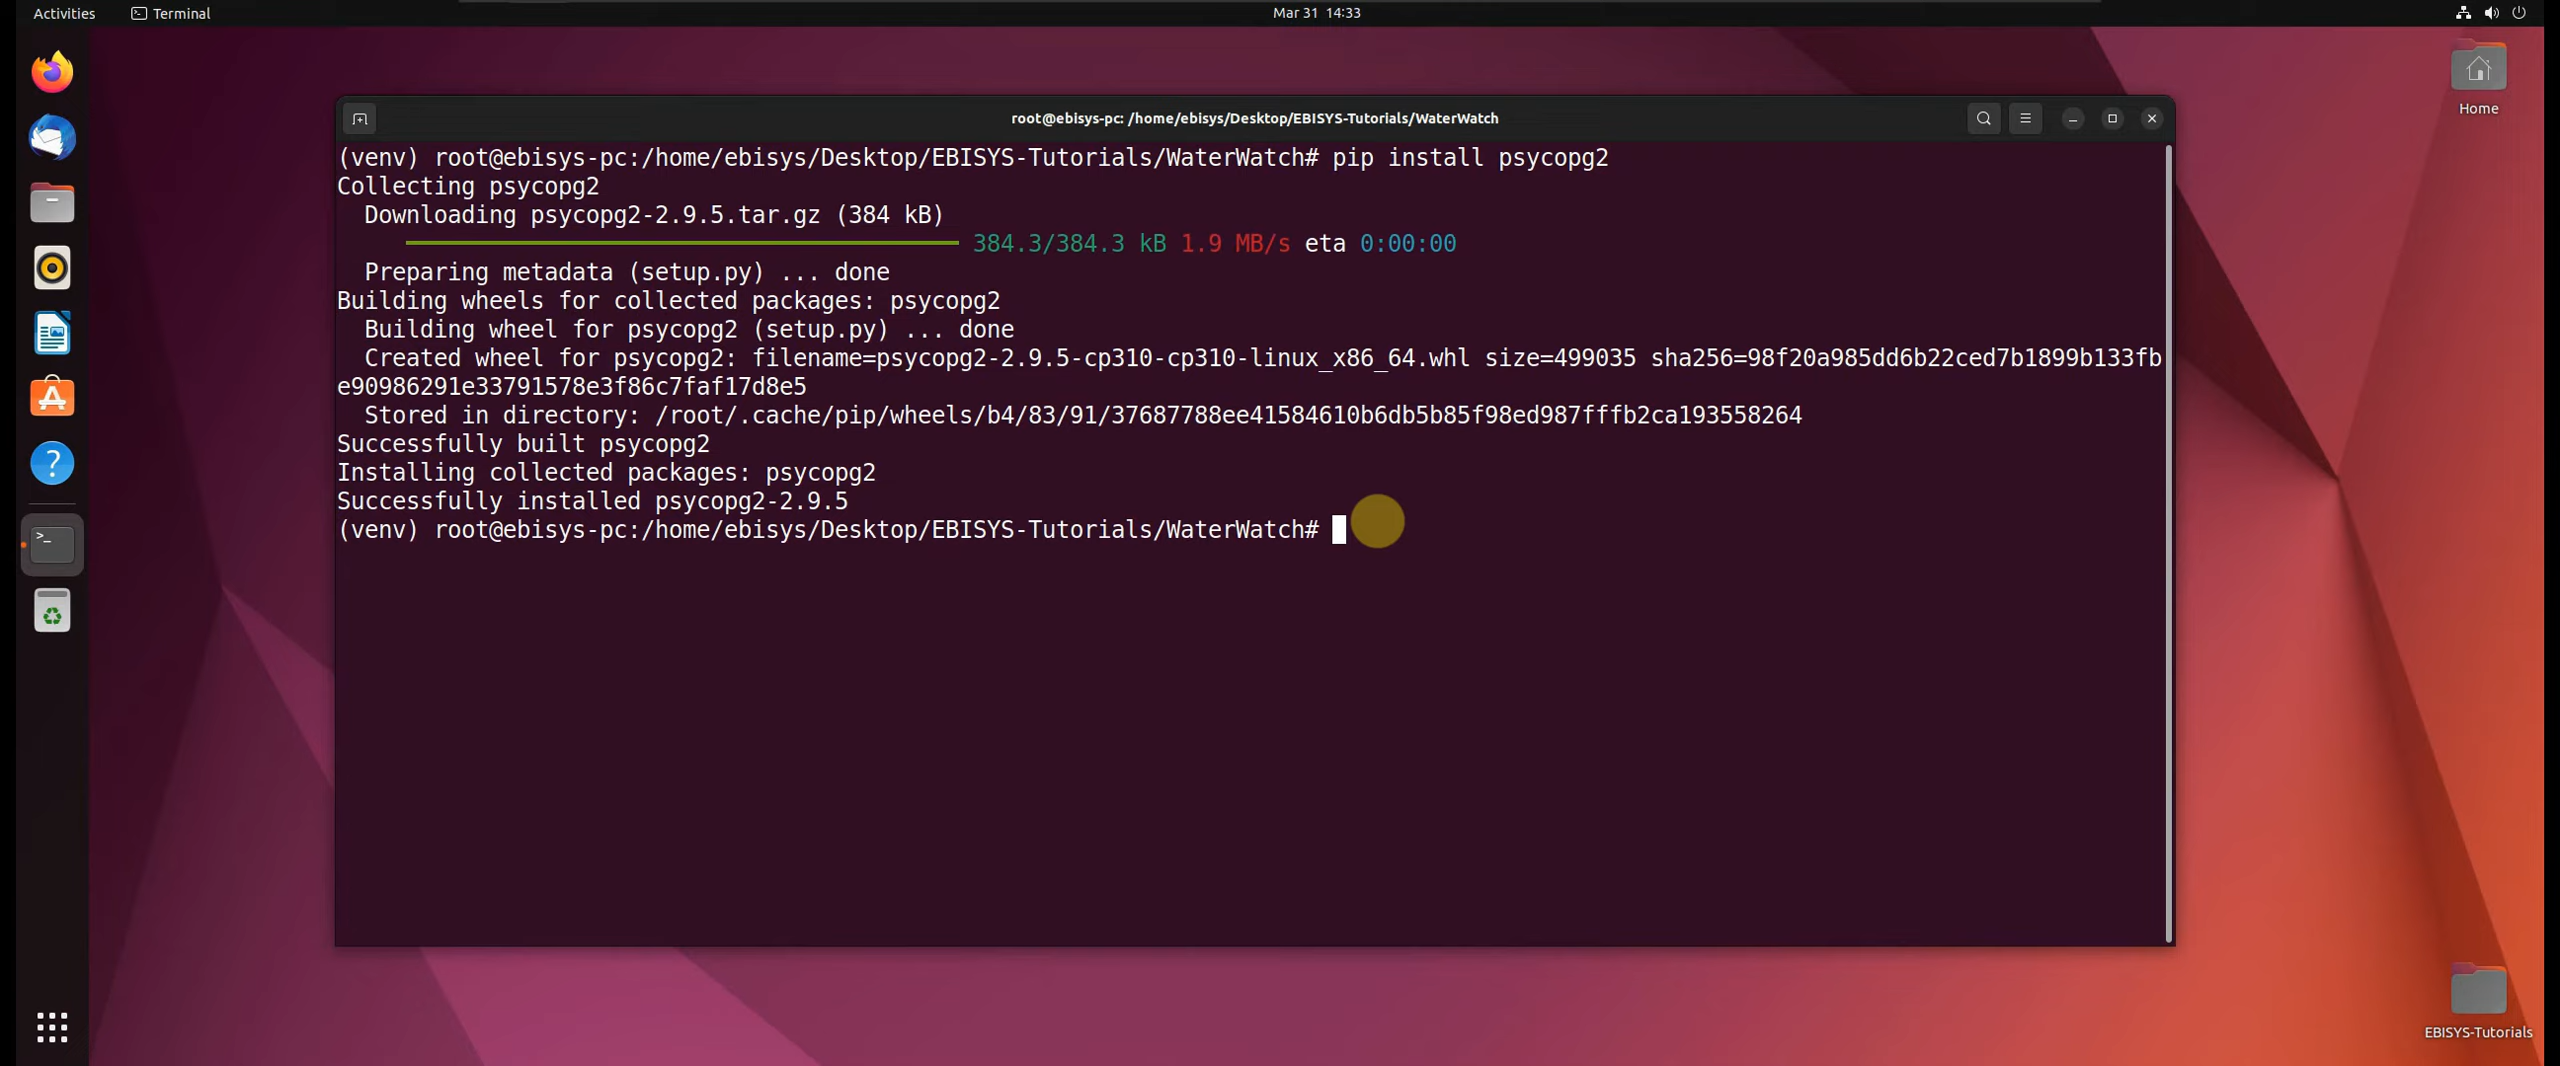 Activities
Terminal
Mar 31 14:33
Home
root@ebisys-pc: /home/ebisys/Desktop/EBISYS-Tutorials/WaterWatch
(venv) root@ebisys-pc:/home/ebisys/Desktop/EBISYS-Tutorials/WaterWatch# pip install psycopg2
Collecting psycopg2
Downloading psycopg2-2.9.5.tar.gz (384 kB)
384.3/384.3 kB 1.9 MB/s eta 0:00:00
Preparing metadata (setup.py) ... done
Building wheels for collected packages: psycopg2
Building wheel for psycopg2 (setup.py) ... done
Created wheel for psycopg2: filename=psycopg2-2.9.5-cp310-cp310-linux_x86_64.whl size=499035 sha256=98f20a985dd6b22ced7b1899b133fb
e90986291e33791578e3f86c7faf17d8e5
Stored in directory: /root/.cache/pip/wheels/b4/83/91/37687788ee41584610b6db5b85f98ed987fffb2ca193558264
Successfully built psycopg2
Installing collected packages: psycopg2
Successfully installed psycopg2-2.9.5
(venv) root@ebisys-pc:/home/ebisys/Desktop/EBISYS-Tutorials/WaterWatch#
EBISYS-Tutorials